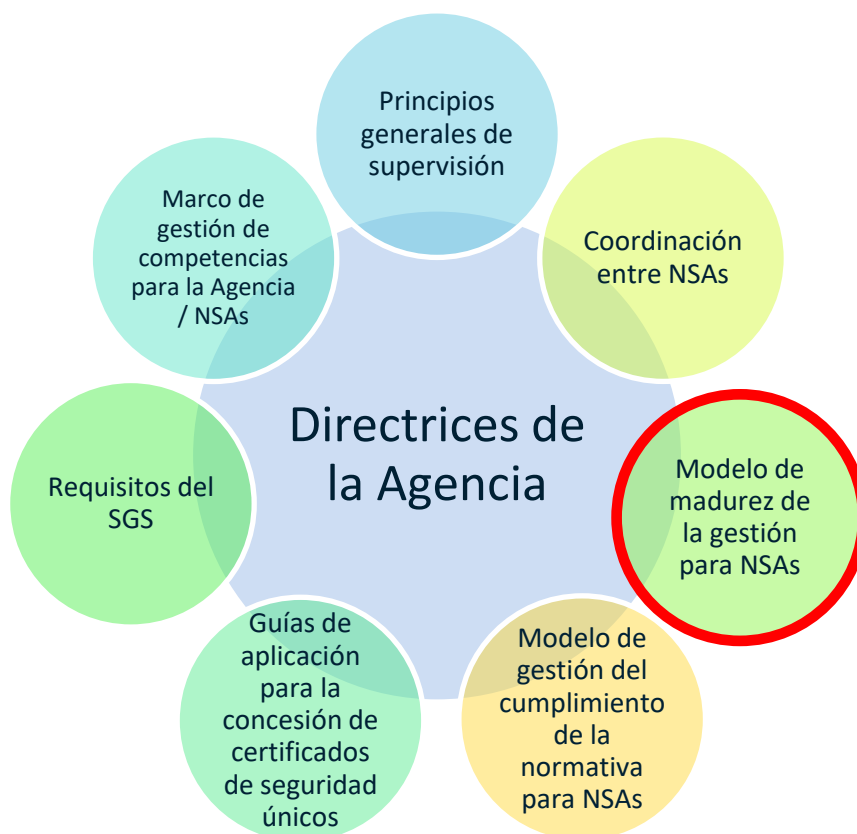 Principios
generales de
supervisión
Coordinación
entre NSAs
Modelo de
madurez de
la gestión
para NSAs
Modelo de
gestión del
cumplimiento
de la
normativa
para NSAs
Guías de
aplicación
para la
concesión de
certificados
de seguridad
únicos
Requisitos del
SGS
Marco de
gestión de
competencias
para la Agencia
/ NSAs
Directrices de
la Agencia